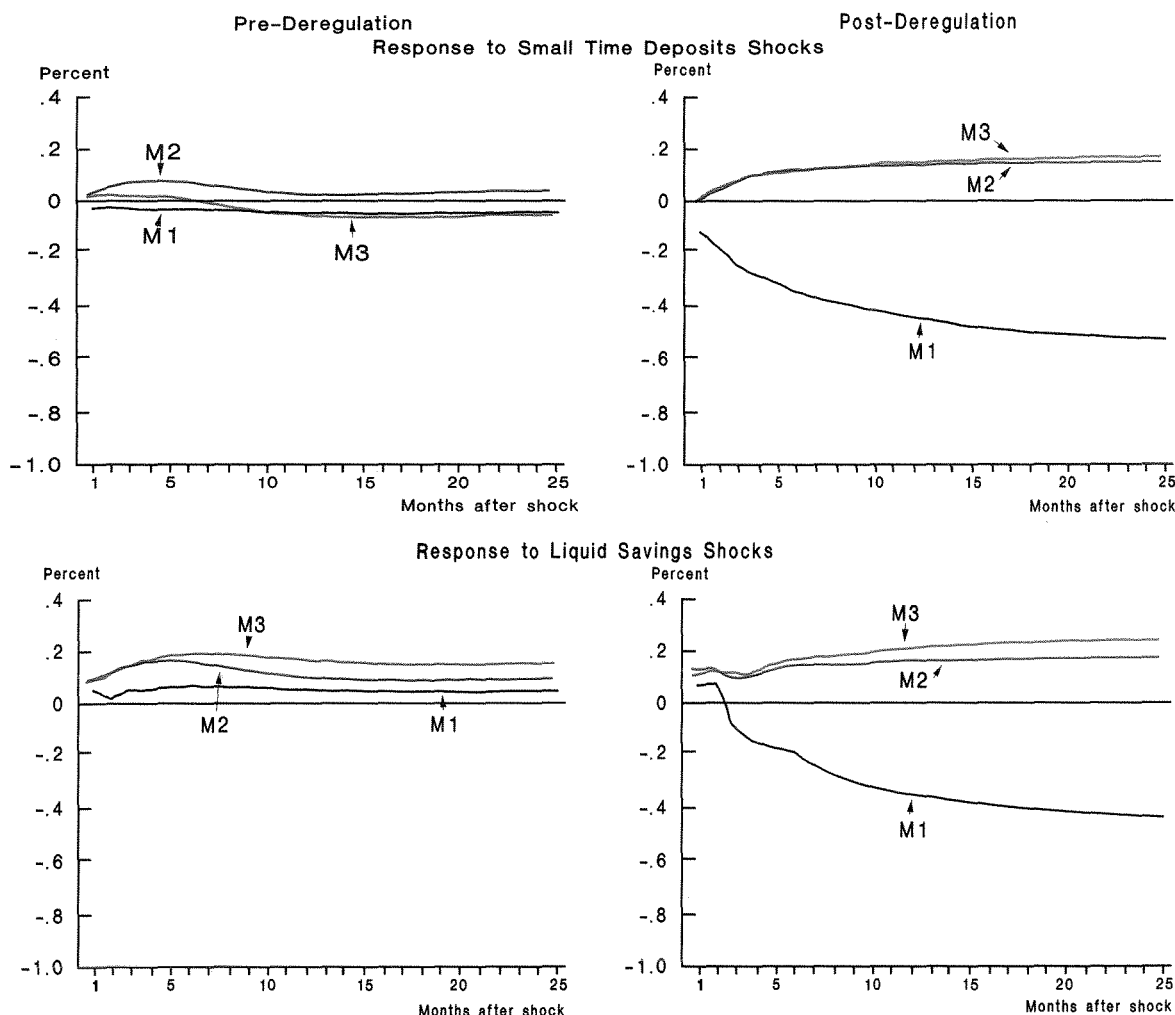 Pre-Deregulation
Post-Deregulation
Response to Small Time Deposits Shocks
Percent
.4
.2
0
-.2
-.4
-.6
-.8
-1.0
M2
M1
M3
1 5 10 15 20 25
Months after shock
.4
.2
0
-.2
-.4
-.6
-.8
-1.0
M3
M2
M1
1 5 10 15 20 25
Months after shock
Response to Liquid Savings Shocks
Percent
.4
.2
0
-.2
-.4
-.6
-.8
-1.0
M3
M2
M1
1 5 10 15 20 25
Months after shock
Percent
.4
.2
0
-.2
-.4
-.6
-.8
-1.0
M3
M2
M1
1 5 10 15 20 25
Months after shock